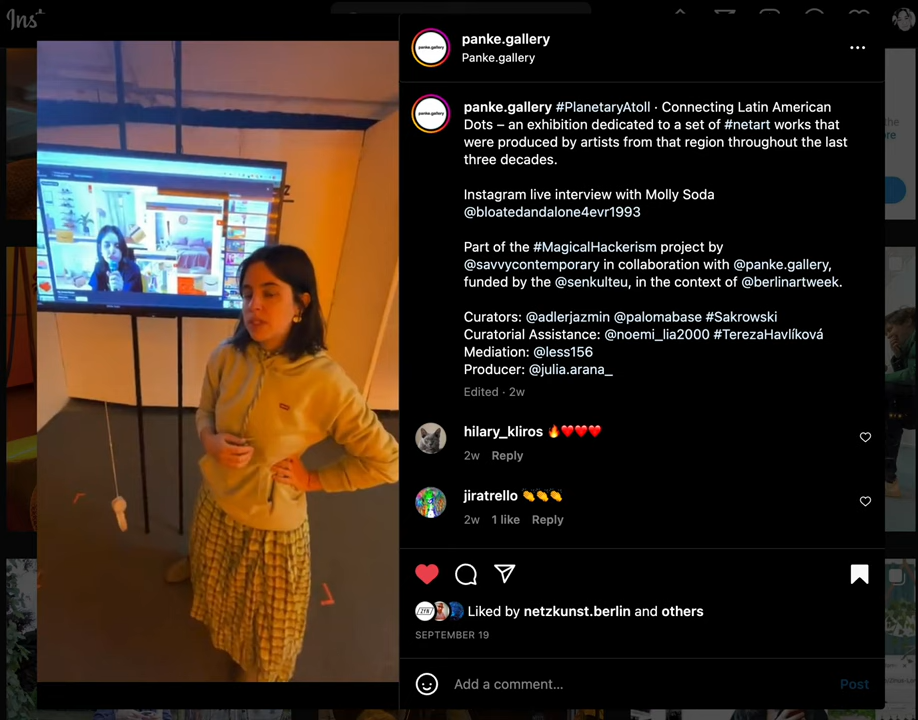 Ins
panke.gallery
Panke.gallery
panke.gallery #PlanetaryAtoll · Connecting Latin American
Dots – an exhibition dedicated to a set of #netart works that
were produced by artists from that region throughout the last
three decades.
Instagram live interview with Molly Soda
@bloatedandalone4evr1993
Part of the #MagicalHackerism project by
@savvycontemporary in collaboration with @panke.gallery,
funded by the @senkulteu, in the context of @berlinartweek.
Curators: @adlerjazmin @palomabase #Sakrowski
Curatorial Assistance: @noemi_lia2000 #TerezaHavlíková
Mediation: @less156
Producer: @julia.arana_
Edited · 2w
hilary_kliros 🔥❤️❤️❤️
2w Reply
jiratrello 👏👏👏
2w 1 like Reply
Liked by netzkunst.berlin and others
SEPTEMBER 19
Add a comment...
Post